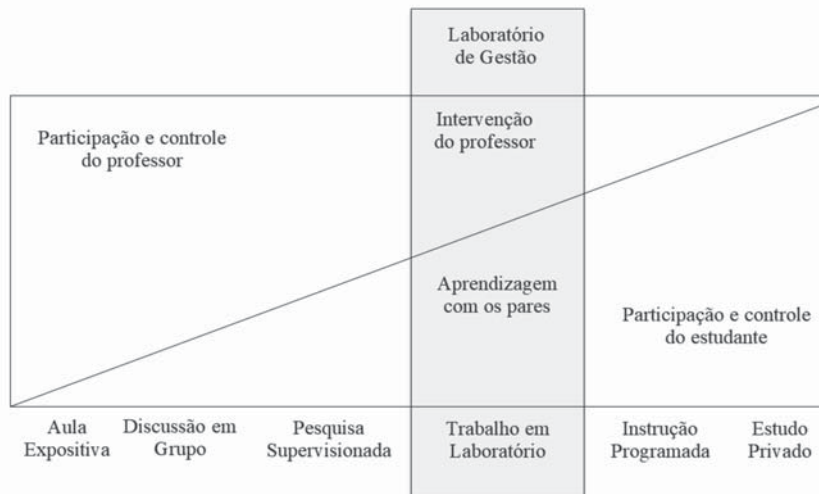 Laboratório
de Gestão
Participação e controle
do professor
Intervenção
do professor
Aprendizagem
com os pares
Participação e controle
do estudante
Aula
Expositiva
Discussão em
Grupo
Pesquisa
Supervisionada
Trabalho em
Laboratório
Instrução
Programada
Estudo
Privado